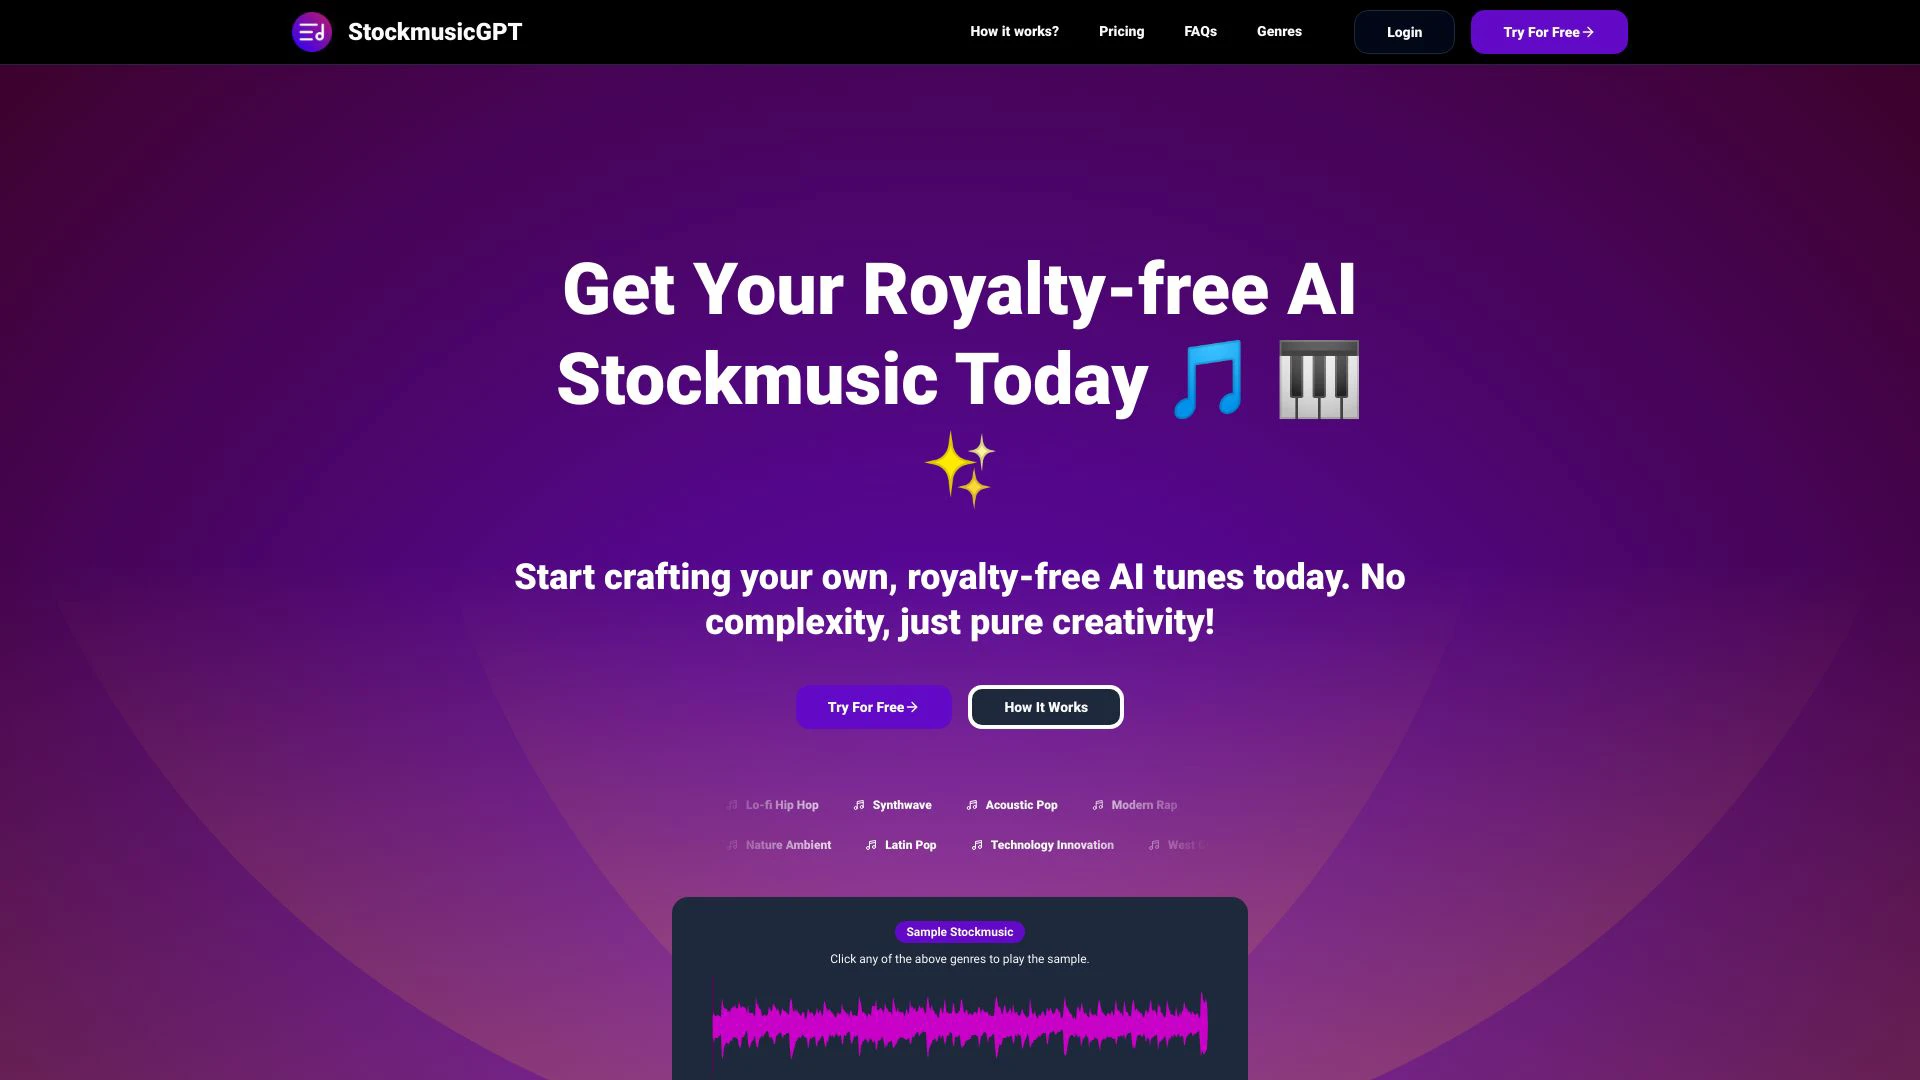 StockmusicGPT
How it works?
Pricing
FAQs
Genres
Login
Try For Free
Get Your Royalty-free AI
Stockmusic Today 🎵 🎹
✨
Start crafting your own, royalty-free AI tunes today. No
complexity, just pure creativity!
Try For Free
How It Works
Lo-fi Hip Hop
Synthwave
Acoustic Pop
Modern Rap
Nature Ambient
Latin Pop
Technology Innovation
West
Sample Stockmusic
Click any of the above genres to play the sample.